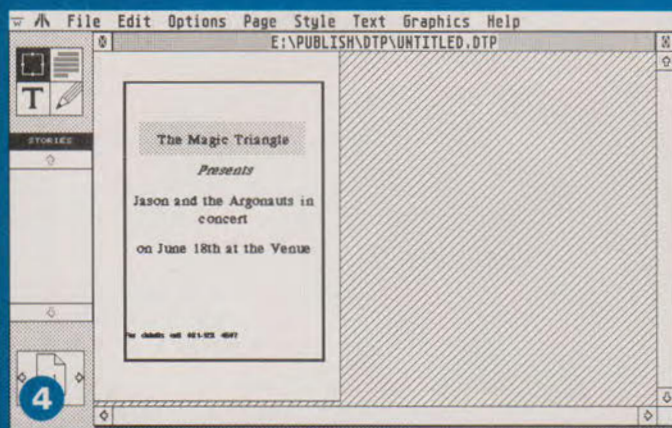 File Edit Options Page Style Text Graphics Help
E:\PUBLISH\DTP\UNTITLED.DTP
T
STORIES
The Magic Triangle
Presents
Jason and the Argonauts in
concert
on June 18th at the Venue
4